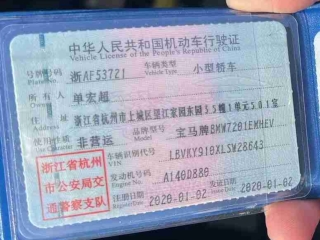 中华人民共和国机动车行驶证
Vehicle License of the People's Republic of China
号牌号码 浙AF53721 车辆类型 小型轿车
所有人 单宏超
住址 浙江省杭州市上城区望江家园东园55幢1单元501室
使用性质 非营运 品牌型号 宝马牌BMW7201EMHEV
浙江省杭州
市公安局交
通警察支队
车辆识别代号 LBVKY910XLSW28643
VIN
发动机号码 A140D880
Engine No
注册日期 2020-01-02 发证日期 2020-01-02